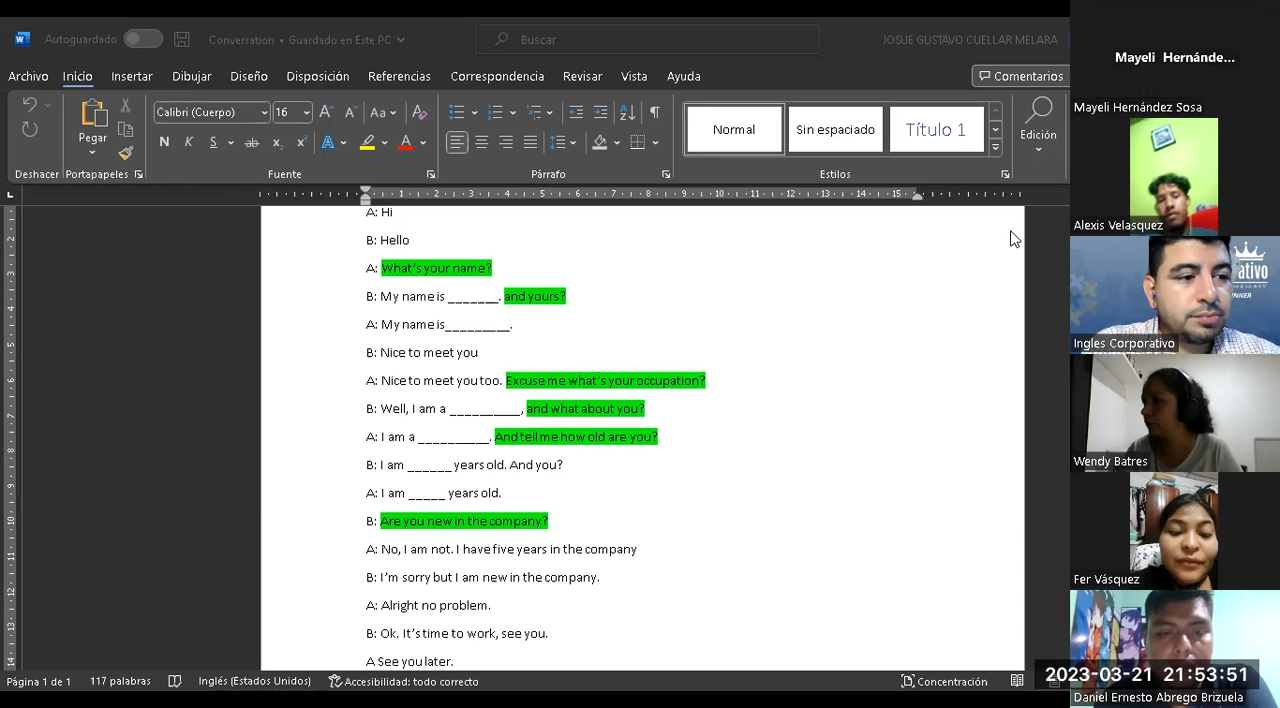 Autoguardado
Conversation • Guardado en Este PC
Buscar
JOSUE GUSTAVO CUELLAR MELARA
Archivo Inicio Insertar Dibujar Diseño Disposición Referencias Correspondencia Revisar Vista Ayuda
Comentarios
Calibri (Cuerpo) 16
Pegar
Normal
Sin espaciado
Título 1
Edición
Deshacer Portapapeles Fuente Párrafo Estilos
A: Hi
B: Hello
A: What's your name?
B: My name is _______. and yours?
A: My name is_________.
B: Nice to meet you
A: Nice to meet you too. Excuse me what's your occupation?
B: Well, I am a __________, and what about you?
A: I am a __________. And tell me how old are you?
B: I am ______ years old. And you?
A: I am _____ years old.
B: Are you new in the company?
A: No, I am not. I have five years in the company
B: I'm sorry but I am new in the company.
A: Alright no problem.
B: Ok. It's time to work, see you.
A See you later.
Página 1 de 1 117 palabras Inglés (Estados Unidos) Accesibilidad: todo correcto Concentración
Mayeli Hernánde...
Mayeli Hernández Sosa
Alexis Velasquez
ativo
NNER
Ingles Corporativo
Wendy Batres
Fer Vásquez
2023-03-21 21:53:51
Daniel Ernesto Abrego Brizuela